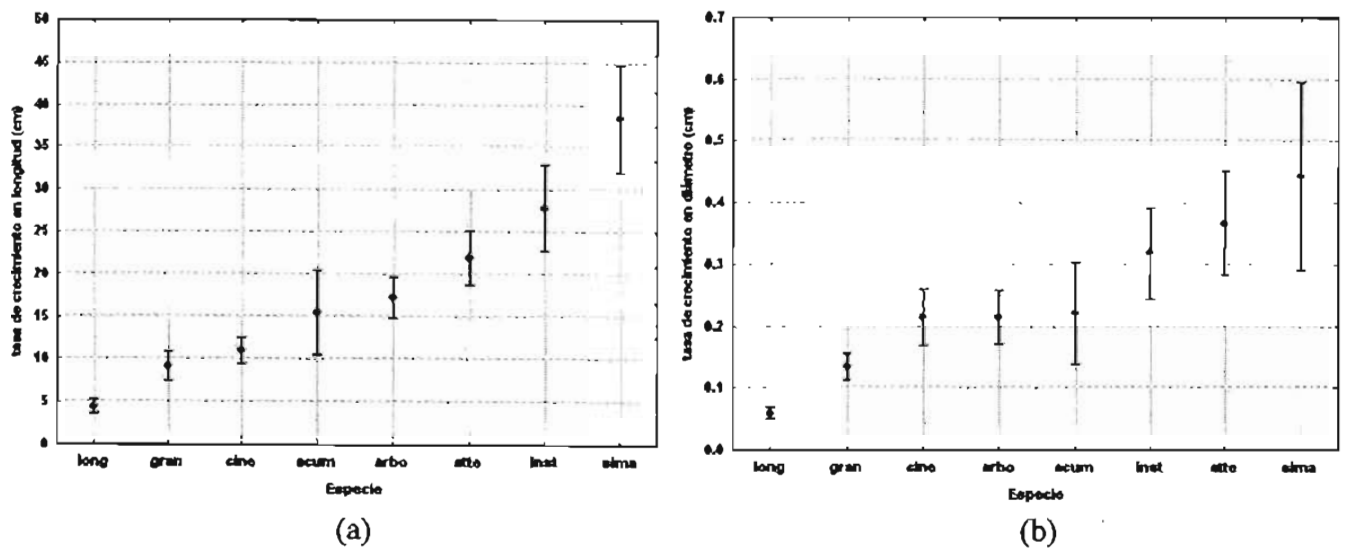 50
45
40
35
30
25
20
15
10
5
0
tasa de crecimiento en longitud (cm)
long gran cine acum arbo atte inst sima
Especie
(a)
0.7
0.6
0.5
0.4
0.3
0.2
0.1
0.0
tasa de crecimiento en diámetro (cm)
long gran cine arbo acum inst atte sima
Especie
(b)